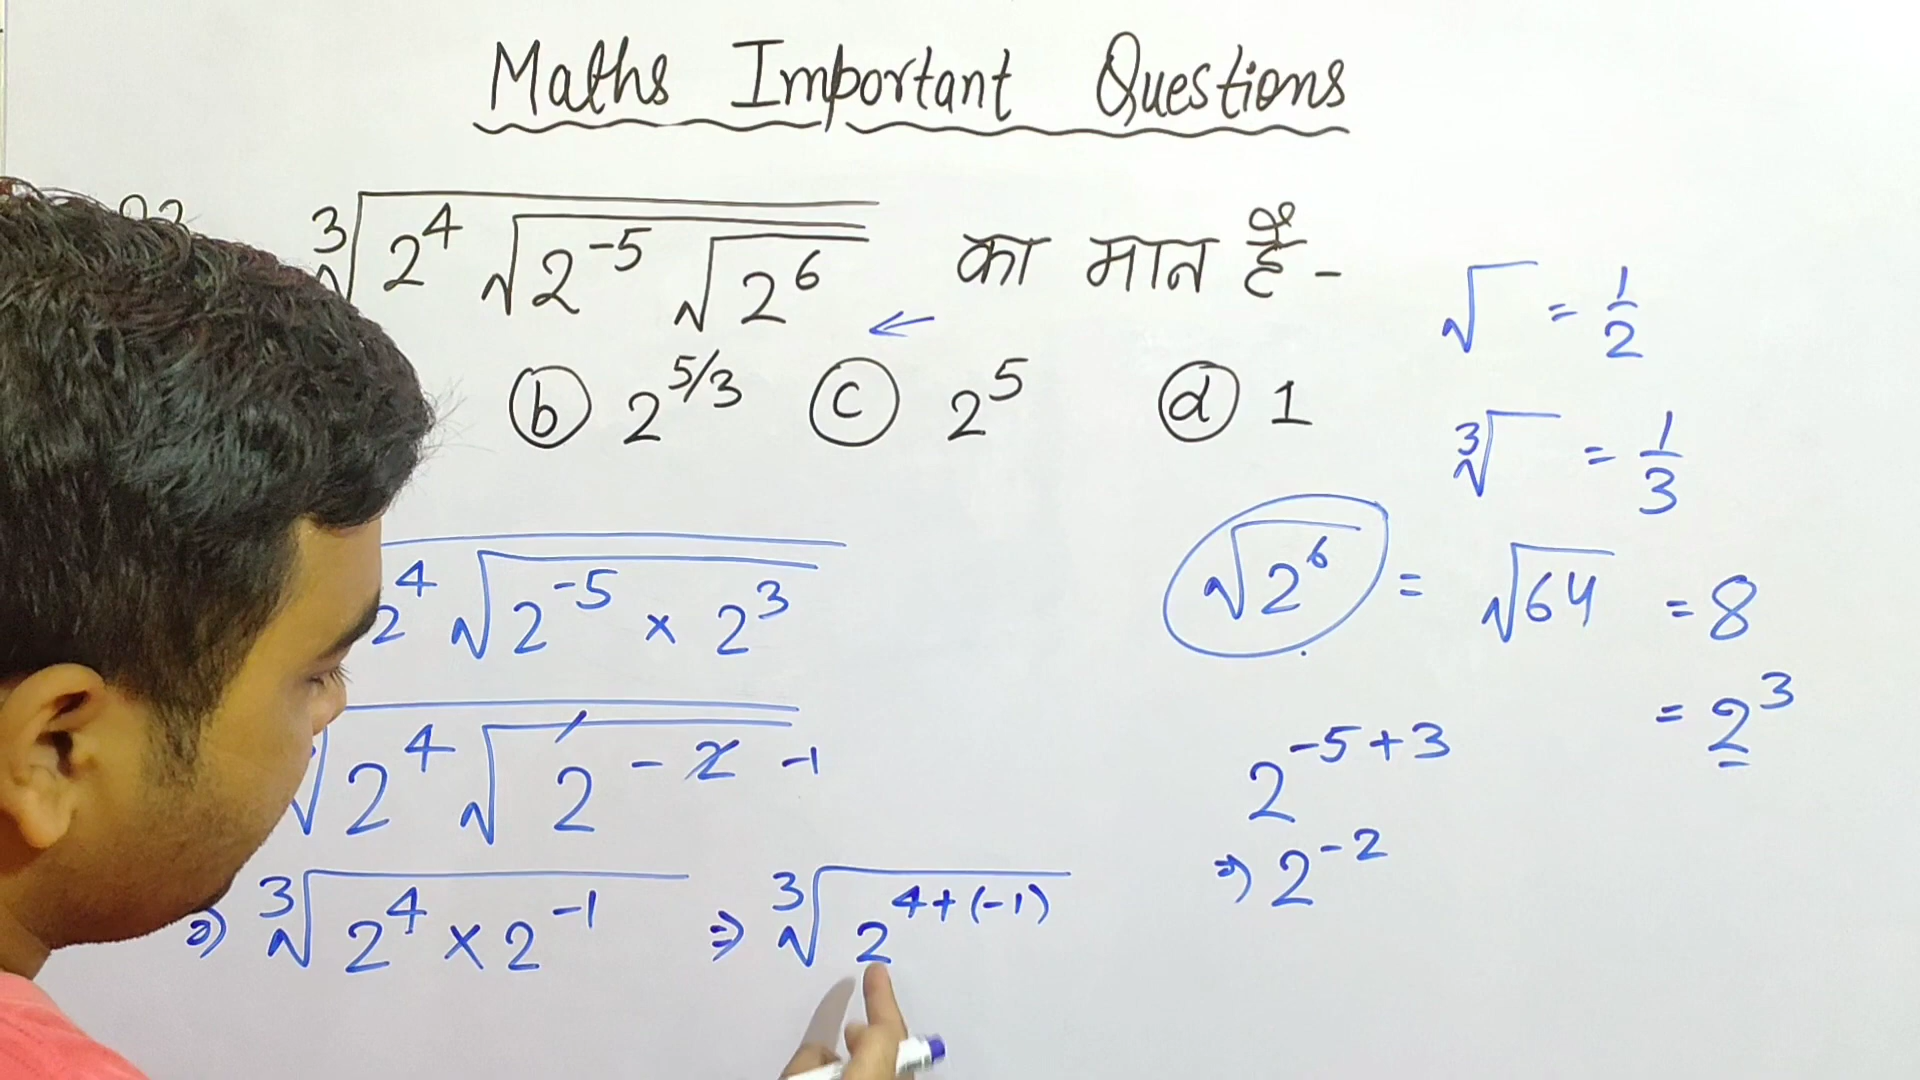 Maths Important Questions
∛(2⁴ √(2⁻⁵ √(2⁶))) का मान है -
ⓑ 2^(5/3) ⓒ 2⁵ ⓓ 1
←
√ = 1/2
∛ = 1/3
2⁴ √(2⁻⁵ × 2³)
√(2⁶) = √64 = 8
= 2³
√(2⁴ √(2⁻²)) -1
2^(-5+3)
⇒ 2⁻²
⇒ ∛(2⁴ × 2⁻¹) ⇒ ∛(2^(4+(-1)))